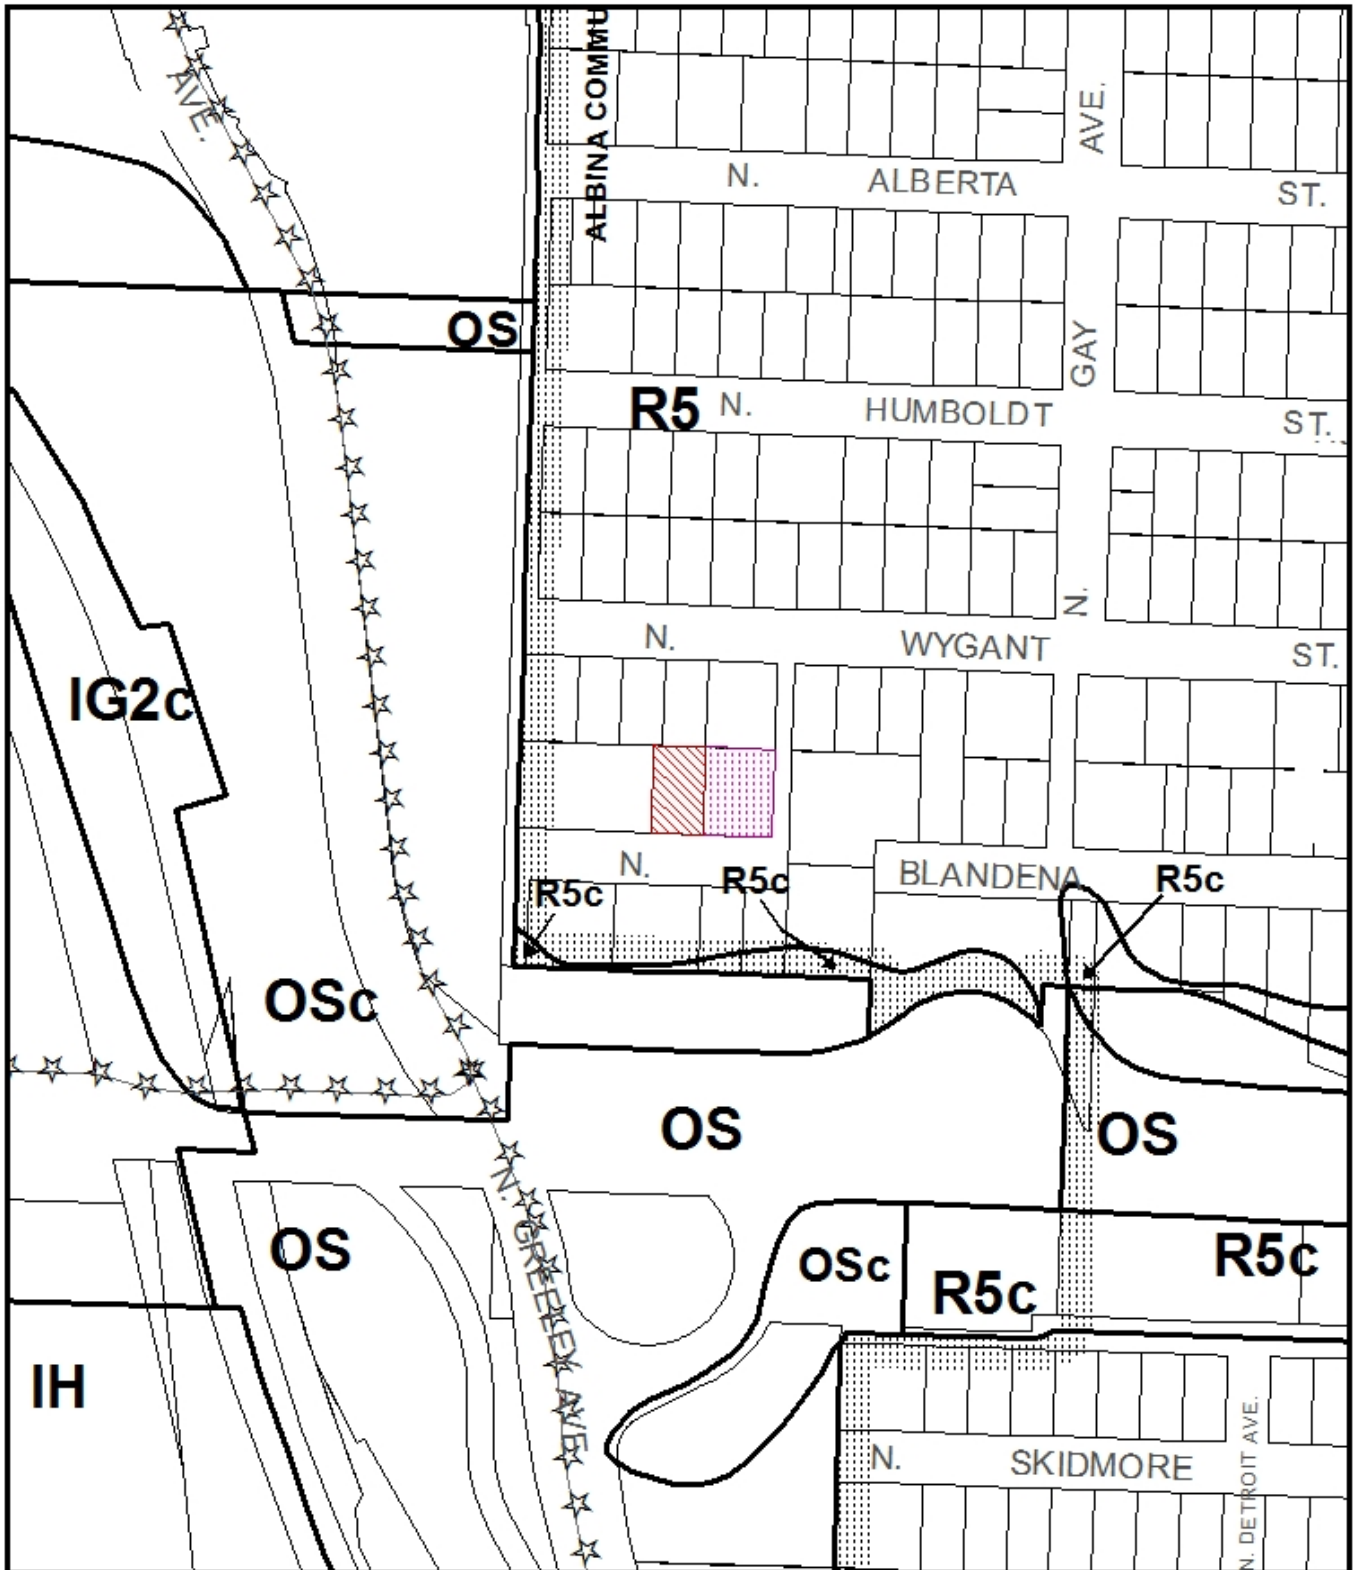 ALBINA COMMU
AVE.
AVE.
N. ALBERTA ST.
OS
GAY
R5
N. HUMBOLDT ST.
N.
N. WYGANT ST.
IG2c
N. BLANDENA
R5c
R5c
R5c
OSc
OS
OS
N. GREELEY AVE.
OS
OSc
R5c
R5c
IH
N. SKIDMORE
N. DETROIT AVE.